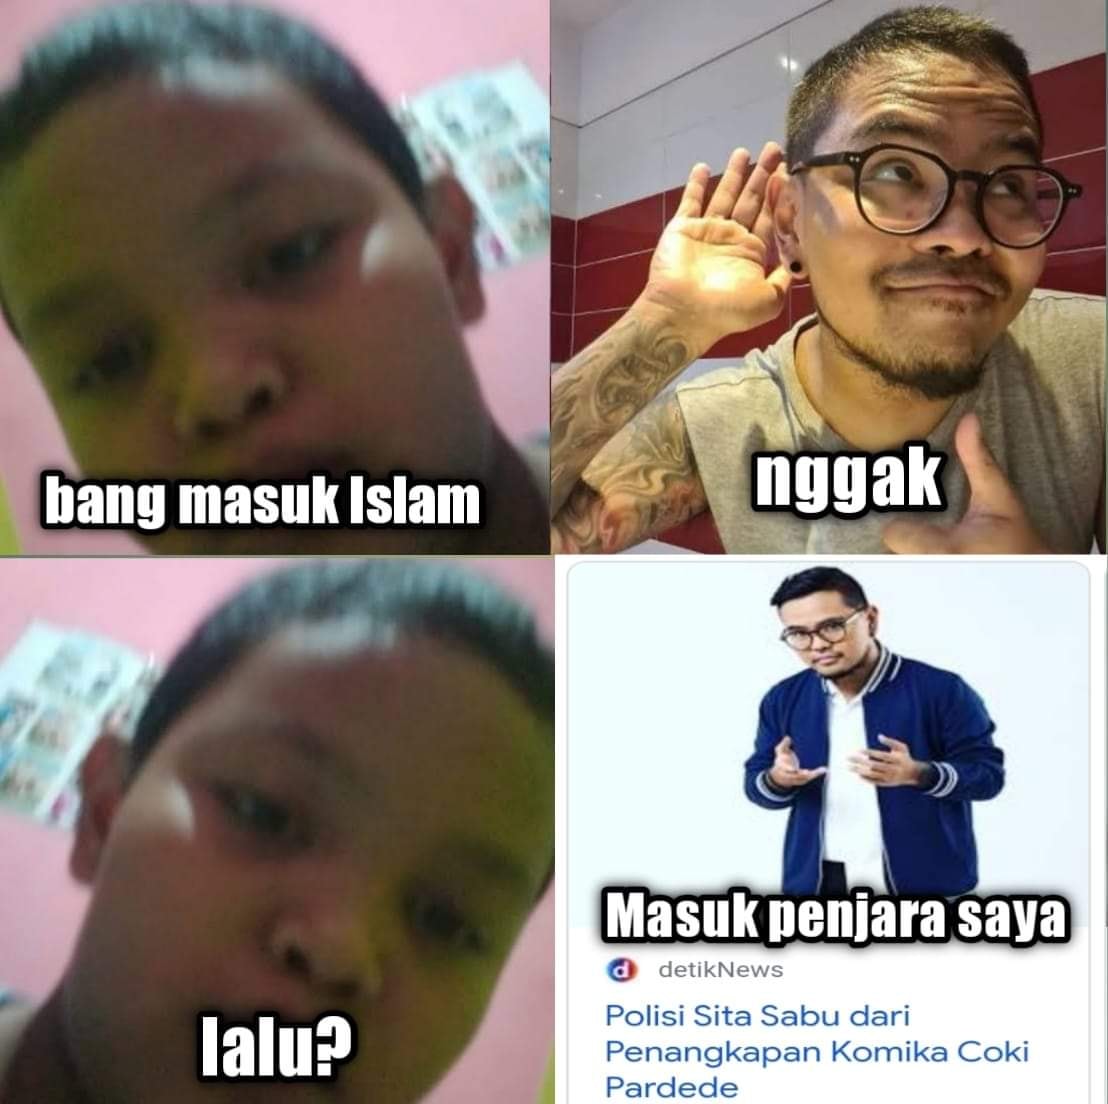 bang masuk Islam
nggak
lalu?
Masuk penjara saya
detikNews
Polisi Sita Sabu dari
Penangkapan Komika Coki
Pardede